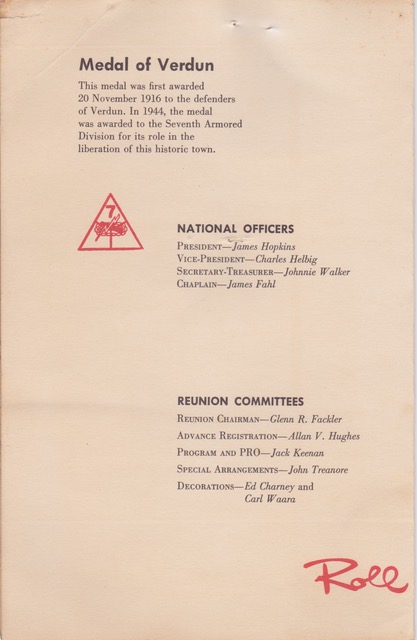 Medal of Verdun
This medal was first awarded
20 November 1916 to the defenders
of Verdun. In 1944, the medal
was awarded to the Seventh Armored
Division for its role in the
liberation of this historic town.
7
NATIONAL OFFICERS
President—James Hopkins
Vice-President—Charles Helbig
Secretary-Treasurer—Johnnie Walker
Chaplain—James Fahl
REUNION COMMITTEES
Reunion Chairman—Glenn R. Fackler
Advance Registration—Allan V. Hughes
Program and PRO—Jack Keenan
Special Arrangements—John Treanore
Decorations—Ed Charney and
Carl Waara
Roll